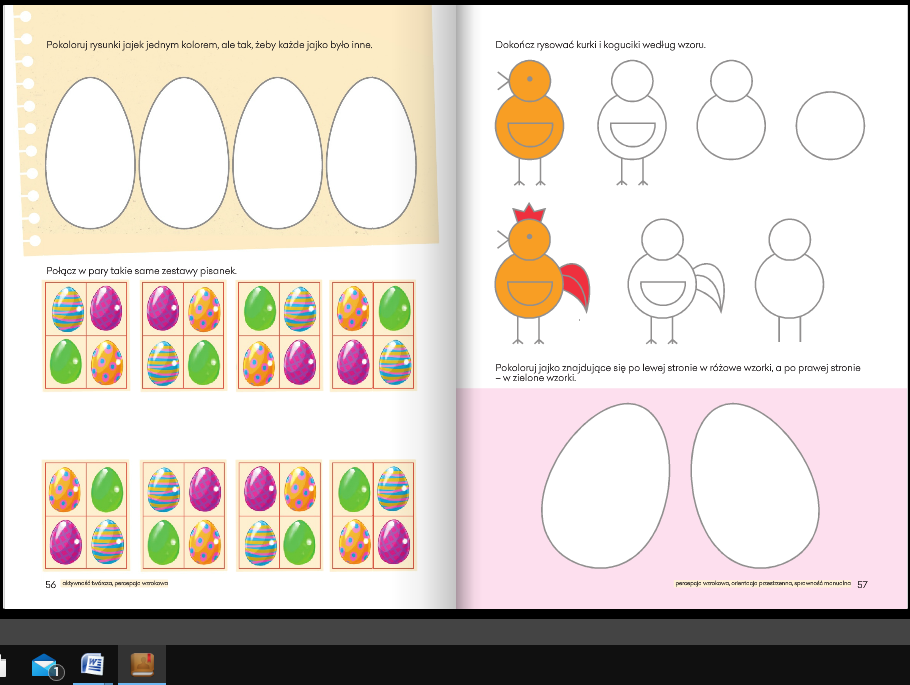 Pokoloruj rysunki jajek jednym kolorem, ale tak, żeby każde jajko było inne.
Połącz w pary takie same zestawy pisanek.
56 aktywność twórcza, percepcja wzrokowa
Dokończ rysować kurki i koguciki według wzoru.
Pokoloruj jajko znajdujące się po lewej stronie w różowe wzorki, a po prawej stronie
– w zielone wzorki.
percepcja wzrokowa, orientacja przestrzenna, sprawność manualna 57
1
W